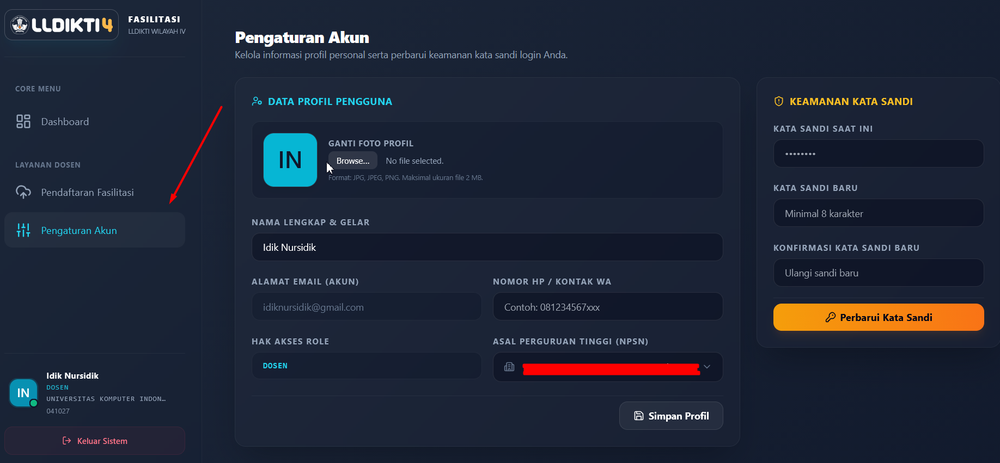 LLDIKTI4
FASILITASI
LLDIKTI WILAYAH IV
CORE MENU
Dashboard
LAYANAN DOSEN
Pendaftaran Fasilitasi
Pengaturan Akun
IN
Idik Nursidik
DOSEN
UNIVERSITAS KOMPUTER INDON…
041027
Keluar Sistem
Pengaturan Akun
Kelola informasi profil personal serta perbarui keamanan kata sandi login Anda.
DATA PROFIL PENGGUNA
IN
GANTI FOTO PROFIL
Browse... No file selected.
Format: JPG, JPEG, PNG. Maksimal ukuran file 2 MB.
NAMA LENGKAP & GELAR
Idik Nursidik
ALAMAT EMAIL (AKUN)
idiknursidik@gmail.com
NOMOR HP / KONTAK WA
Contoh: 081234567xxx
HAK AKSES ROLE
DOSEN
ASAL PERGURUAN TINGGI (NPSN)
Simpan Profil
KEAMANAN KATA SANDI
KATA SANDI SAAT INI
••••••••
KATA SANDI BARU
Minimal 8 karakter
KONFIRMASI KATA SANDI BARU
Ulangi sandi baru
Perbarui Kata Sandi